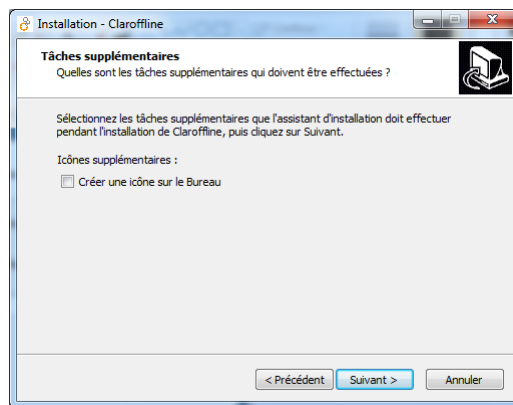 Installation - Claroffline
Tâches supplémentaires
Quelles sont les tâches supplémentaires qui doivent être effectuées ?
Sélectionnez les tâches supplémentaires que l'assistant d'installation doit effectuer
pendant l'installation de Claroffline, puis cliquez sur Suivant.
Icônes supplémentaires :
Créer une icône sur le Bureau
< Précédent Suivant > Annuler